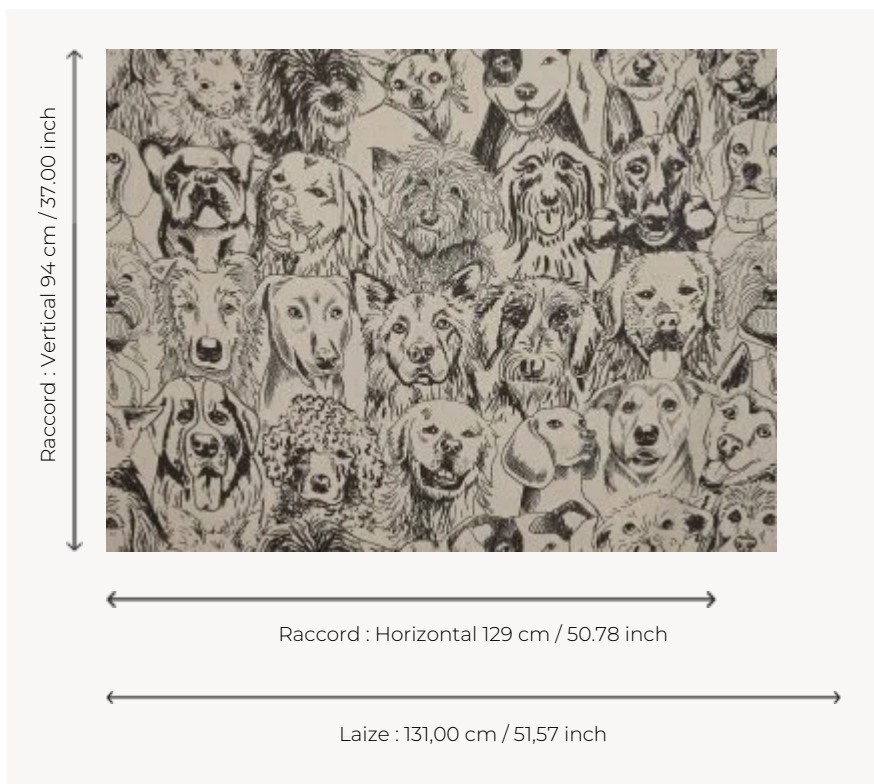 Raccord : Vertical 94 cm / 37.00 inch
Raccord : Horizontal 129 cm / 50.78 inch
Laize : 131,00 cm / 51,57 inch